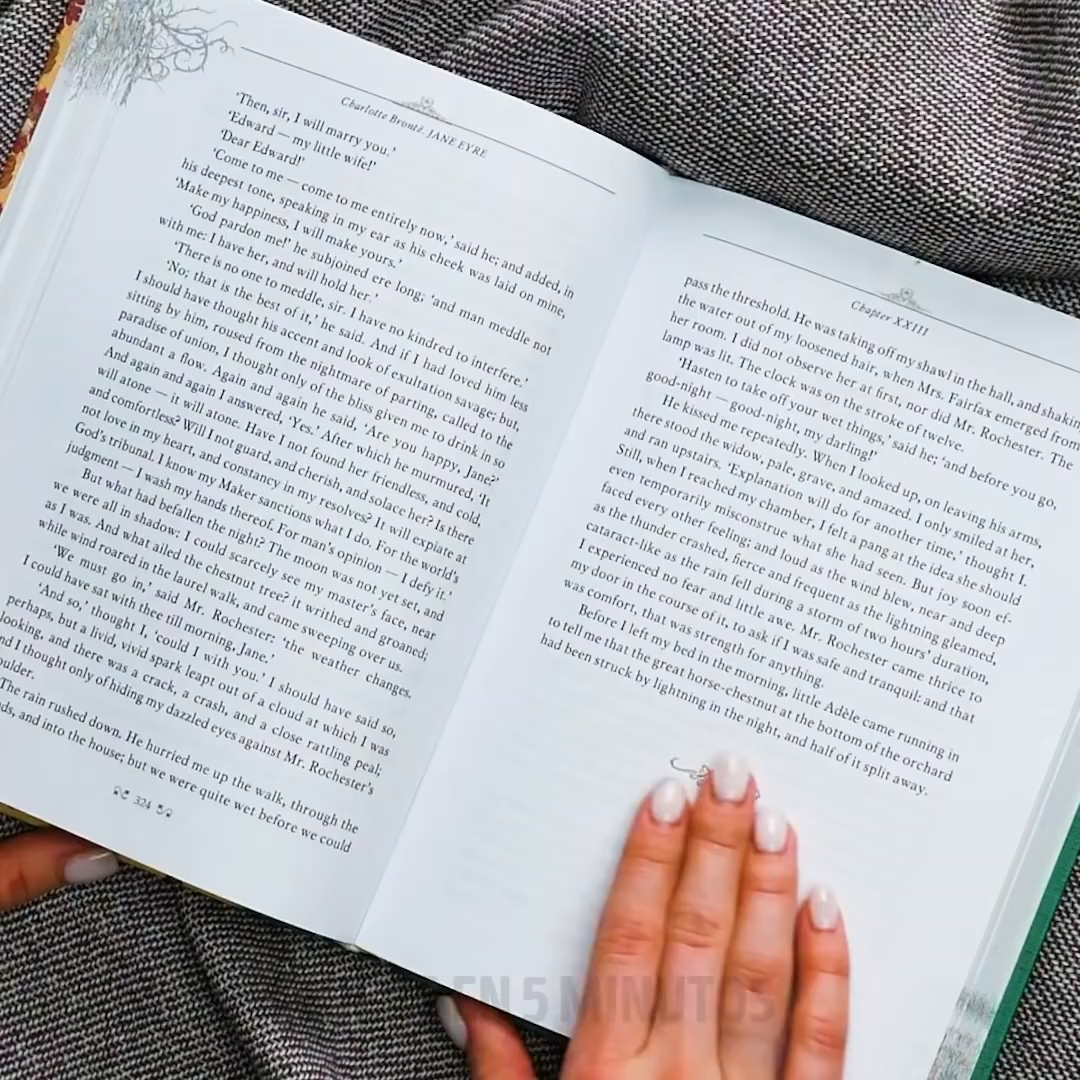 Charlotte Brontë. JANE EYRE
'Then, sir, I will marry you.'
'Edward — my little wife!'
'Dear Edward!'
'Come to me — come to me entirely now,' said he; and added, in
his deepest tone, speaking in my ear as his cheek was laid on mine,
'Make my happiness, I will make yours.'
'God pardon me!' he subjoined ere long; 'and man meddle not
with me: I have her, and will hold her.'
'There is no one to meddle, sir. I have no kindred to interfere.'
'No; that is the best of it,' he said. And if I had loved him less
I should have thought his accent and look of exultation savage; but,
sitting by him, roused from the nightmare of parting, called to the
paradise of union, I thought only of the bliss given me to drink in so
abundant a flow. Again and again he said, 'Are you happy, Jane?'
And again and again I answered, 'Yes.' After which he murmured, 'It
will atone — it will atone. Have I not found her friendless, and cold,
and comfortless? Will I not guard, and cherish, and solace her? Is there
not love in my heart, and constancy in my resolves? It will expiate at
God's tribunal. I know my Maker sanctions what I do. For the world's
judgment — I wash my hands thereof. For man's opinion — I defy it.'
But what had befallen the night? The moon was not yet set, and
we were all in shadow: I could scarcely see my master's face, near
as I was. And what ailed the chestnut tree? it writhed and groaned;
while wind roared in the laurel walk, and came sweeping over us.
'We must go in,' said Mr. Rochester: 'the weather changes.
I could have sat with thee till morning, Jane.'
'And so,' thought I, 'could I with you.' I should have said so,
perhaps, but a livid, vivid spark leapt out of a cloud at which I was
looking, and there was a crack, a crash, and a close rattling peal;
nd I thought only of hiding my dazzled eyes against Mr. Rochester's
oulder.
The rain rushed down. He hurried me up the walk, through the
ds, and into the house; but we were quite wet before we could
324
Chapter XXIII
pass the threshold. He was taking off my shawl in the hall, and shakin
the water out of my loosened hair, when Mrs. Fairfax emerged from
her room. I did not observe her at first, nor did Mr. Rochester. The
lamp was lit. The clock was on the stroke of twelve.
'Hasten to take off your wet things,' said he; 'and before you go,
good-night — good-night, my darling!'
He kissed me repeatedly. When I looked up, on leaving his arms,
there stood the widow, pale, grave, and amazed. I only smiled at her,
and ran upstairs. 'Explanation will do for another time,' thought I.
Still, when I reached my chamber, I felt a pang at the idea she should
even temporarily misconstrue what she had seen. But joy soon ef-
faced every other feeling; and loud as the wind blew, near and deep
as the thunder crashed, fierce and frequent as the lightning gleamed,
cataract-like as the rain fell during a storm of two hours' duration,
I experienced no fear and little awe. Mr. Rochester came thrice to
my door in the course of it, to ask if I was safe and tranquil: and that
was comfort, that was strength for anything.
Before I left my bed in the morning, little Adèle came running in
to tell me that the great horse-chestnut at the bottom of the orchard
had been struck by lightning in the night, and half of it split away.
EN 5 MINUTOS